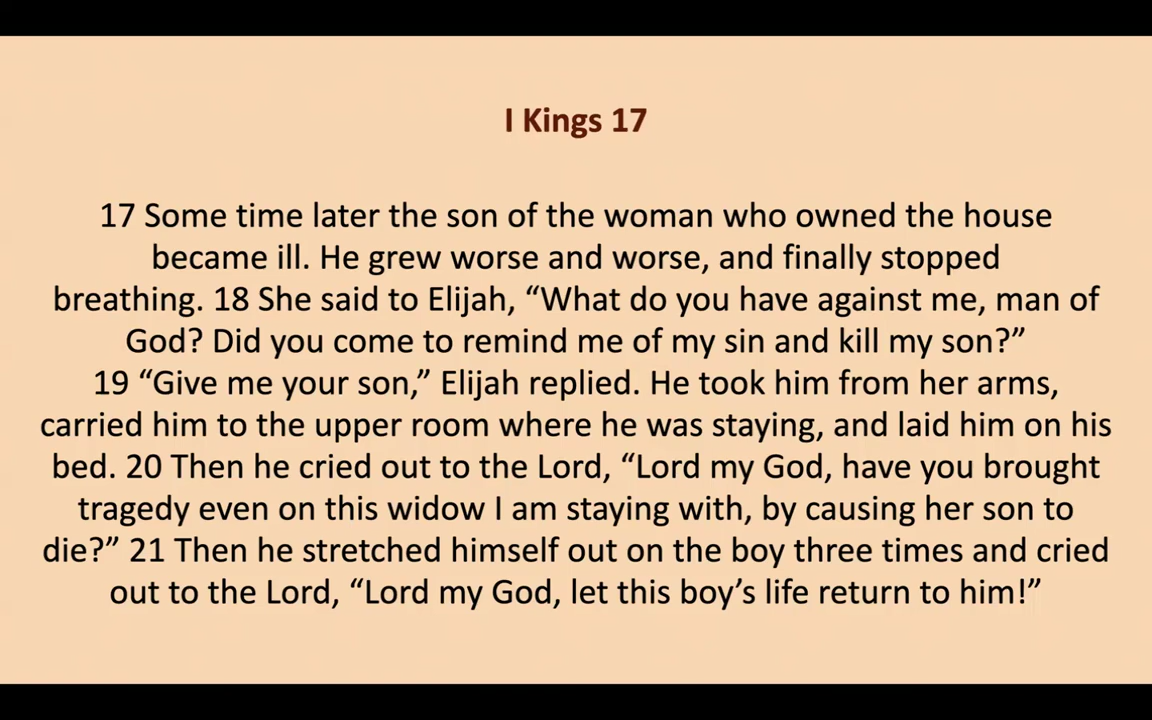 I Kings 17
17 Some time later the son of the woman who owned the house
became ill. He grew worse and worse, and finally stopped
breathing. 18 She said to Elijah, “What do you have against me, man of
God? Did you come to remind me of my sin and kill my son?”
19 “Give me your son,” Elijah replied. He took him from her arms,
carried him to the upper room where he was staying, and laid him on his
bed. 20 Then he cried out to the Lord, “Lord my God, have you brought
tragedy even on this widow I am staying with, by causing her son to
die?” 21 Then he stretched himself out on the boy three times and cried
out to the Lord, “Lord my God, let this boy’s life return to him!”